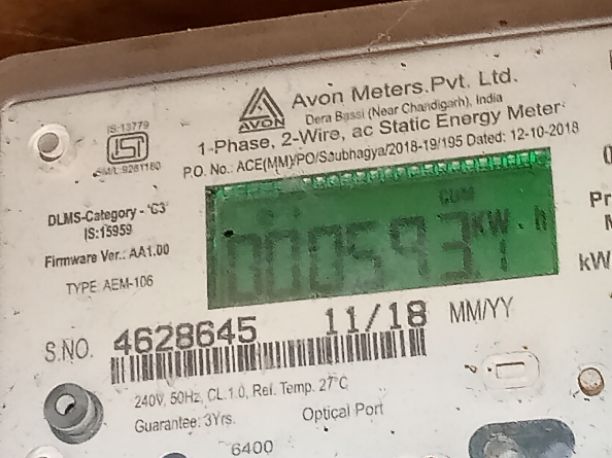 IS:13779
CM/L 9261160
AVON
Avon Meters Pvt. Ltd.
Dera Bassi (Near Chandigarh), India
1-Phase, 2-Wire, ac Static Energy Meter
P.O. No.: ACE(MM)/PO/Saubhagya/2018-19/195 Dated: 12-10-2018
DLMS-Category - 'C3'
IS:15959
Firmware Ver.: AA1.00
TYPE: AEM-106
CUM
kW.h
Pr
kW
S.NO. 4628645 11/18 MM/YY
240V, 50Hz, CL.1.0, Ref. Temp. 27°C
Guarantee: 3Yrs. Optical Port
6400